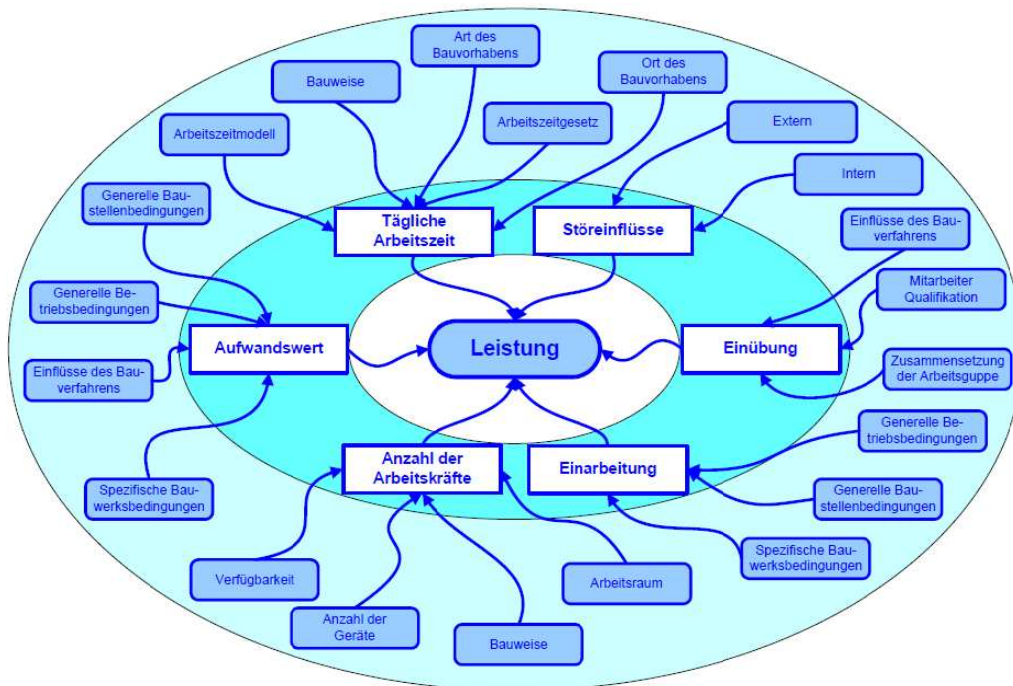 Art des
Bauvorhabens
Ort des
Bauvorhabens
Bauweise
Arbeitszeitgesetz
Extern
Arbeitszeitmodell
Intern
Generelle Bau-
stellenbedingungen
Tägliche
Arbeitszeit
Störeinflüsse
Einflüsse des Bau-
verfahrens
Generelle Be-
triebsbedingungen
Mitarbeiter
Qualifikation
Aufwandswert
Leistung
Einübung
Einflüsse des Bau-
verfahrens
Zusammensetzung
der Arbeitsguppe
Generelle Be-
triebsbedingungen
Anzahl der
Arbeitskräfte
Einarbeitung
Spezifische Bau-
werksbedingungen
Generelle Bau-
stellenbedingungen
Spezifische Bau-
werksbedingungen
Verfügbarkeit
Arbeitsraum
Anzahl der
Geräte
Bauweise